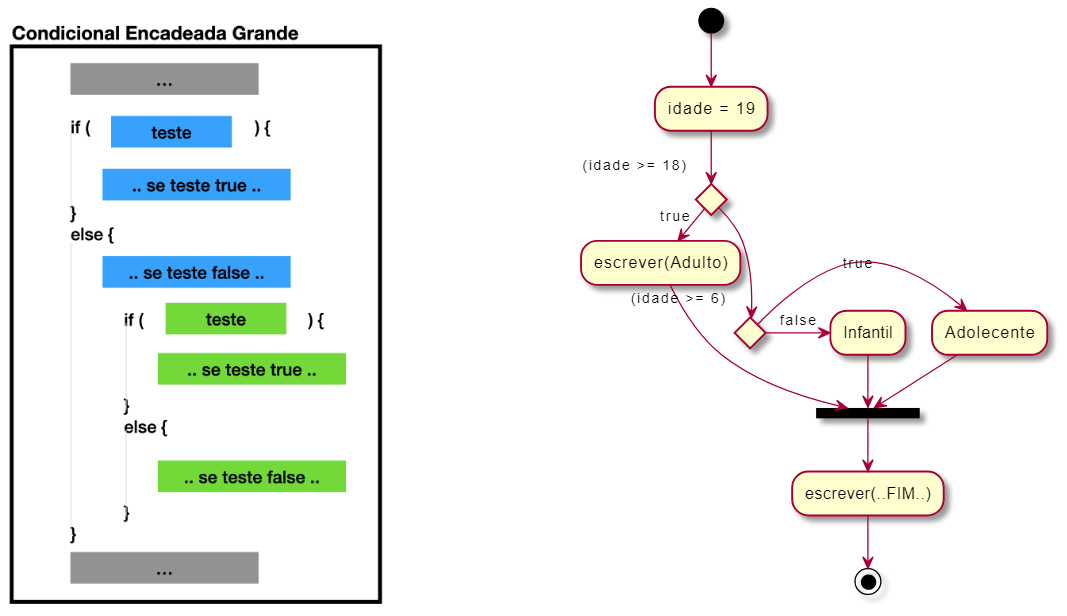 Condicional Encadeada Grande
...
if ( teste ) {
.. se teste true ..
}
else {
.. se teste false ..
if ( teste ) {
.. se teste true ..
}
else {
.. se teste false ..
}
}
...
idade = 19
(idade >= 18)
true
escrever(Adulto)
(idade >= 6)
true
false
Infantil
Adolecente
escrever(..FIM..)